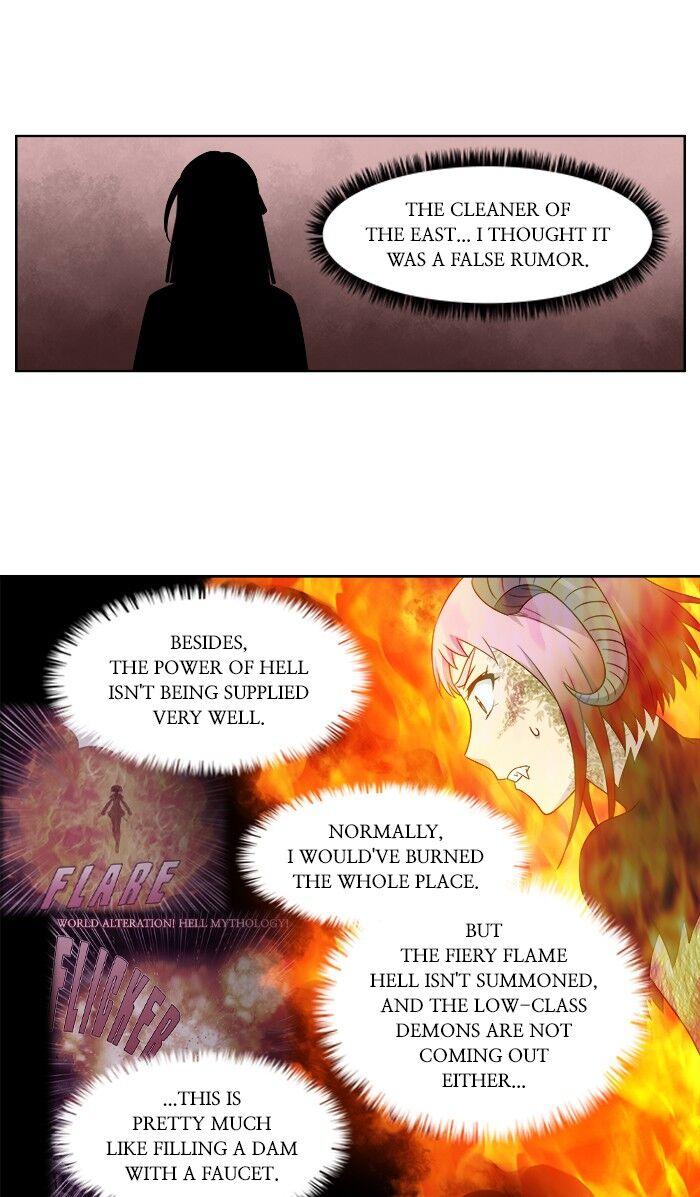 THE CLEANER OF
THE EAST... I THOUGHT IT
WAS A FALSE RUMOR.
BESIDES,
THE POWER OF HELL
ISN'T BEING SUPPLIED
VERY WELL.
NORMALLY,
I WOULD'VE BURNED
THE WHOLE PLACE.
FLARE
WORLD ALTERATION! HELL MYTHOLOGY!
BUT
THE FIERY FLAME
HELL ISN'T SUMMONED,
AND THE LOW-CLASS
DEMONS ARE NOT
COMING OUT
EITHER...
FLICKER
...THIS IS
PRETTY MUCH
LIKE FILLING A DAM
WITH A FAUCET.